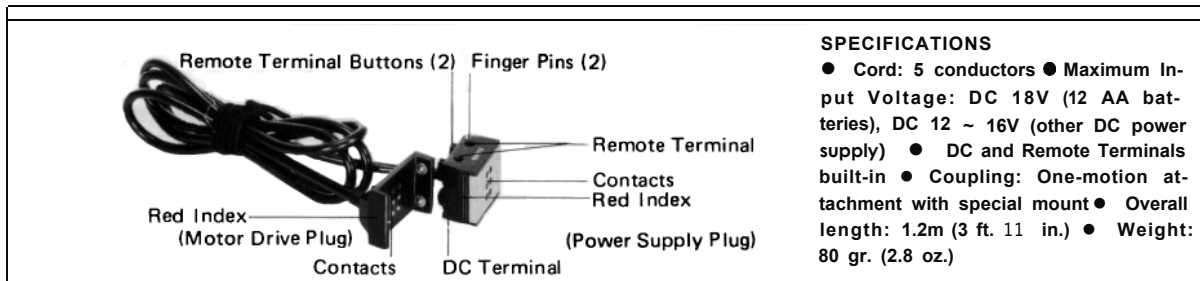 Remote Terminal Buttons (2) Finger Pins (2)
Remote Terminal
Contacts
Red Index
Red Index
(Motor Drive Plug)
(Power Supply Plug)
Contacts
DC Terminal
SPECIFICATIONS
● Cord: 5 conductors ● Maximum In-
put Voltage: DC 18V (12 AA bat-
teries), DC 12 ~ 16V (other DC power
supply) ● DC and Remote Terminals
built-in ● Coupling: One-motion at-
tachment with special mount ● Overall
length: 1.2m (3 ft. 11 in.) ● Weight:
80 gr. (2.8 oz.)